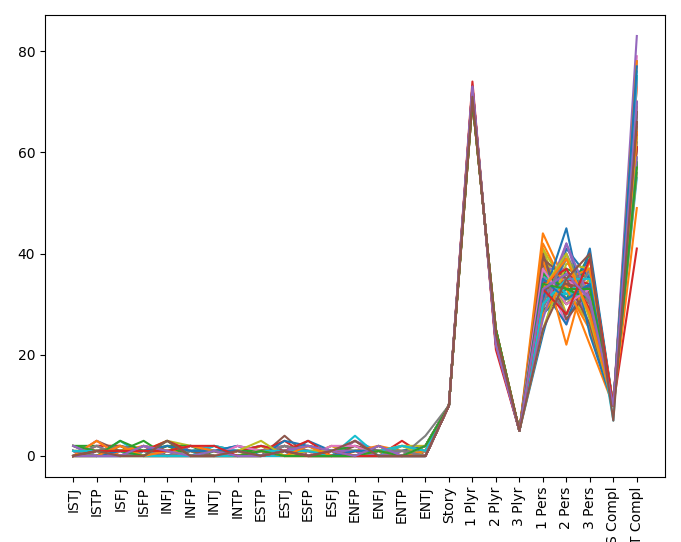 80
60
40
20
0
ISTJ
ISTP
ISFJ
ISFP
INFJ
INFP
INTJ
INTP
ESTP
ESTJ
ESFP
ESFJ
ENFP
ENFJ
ENTP
ENTJ
Story
1 Plyr
2 Plyr
3 Plyr
1 Pers
2 Pers
3 Pers
S Compl
T Compl